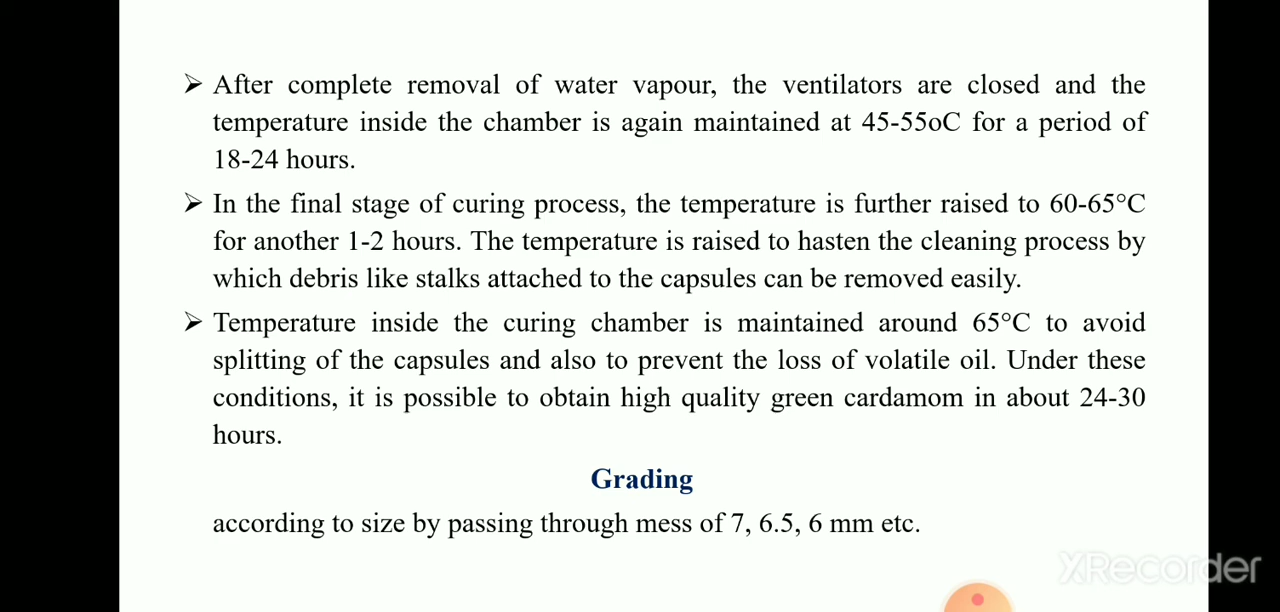 ➢ After complete removal of water vapour, the ventilators are closed and the
temperature inside the chamber is again maintained at 45-55oC for a period of
18-24 hours.
➢ In the final stage of curing process, the temperature is further raised to 60-65°C
for another 1-2 hours. The temperature is raised to hasten the cleaning process by
which debris like stalks attached to the capsules can be removed easily.
➢ Temperature inside the curing chamber is maintained around 65°C to avoid
splitting of the capsules and also to prevent the loss of volatile oil. Under these
conditions, it is possible to obtain high quality green cardamom in about 24-30
hours.
Grading
according to size by passing through mess of 7, 6.5, 6 mm etc.
XRecorder